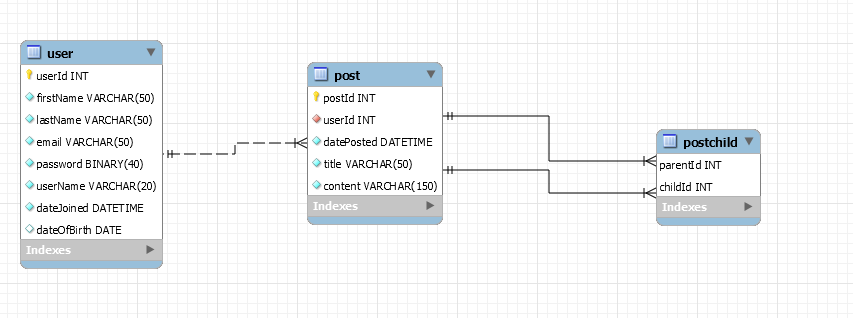 user
userId INT
firstName VARCHAR(50)
lastName VARCHAR(50)
email VARCHAR(50)
password BINARY(40)
userName VARCHAR(20)
dateJoined DATETIME
dateOfBirth DATE
Indexes
post
postId INT
userId INT
datePosted DATETIME
title VARCHAR(50)
content VARCHAR(150)
Indexes
postchild
parentId INT
childId INT
Indexes